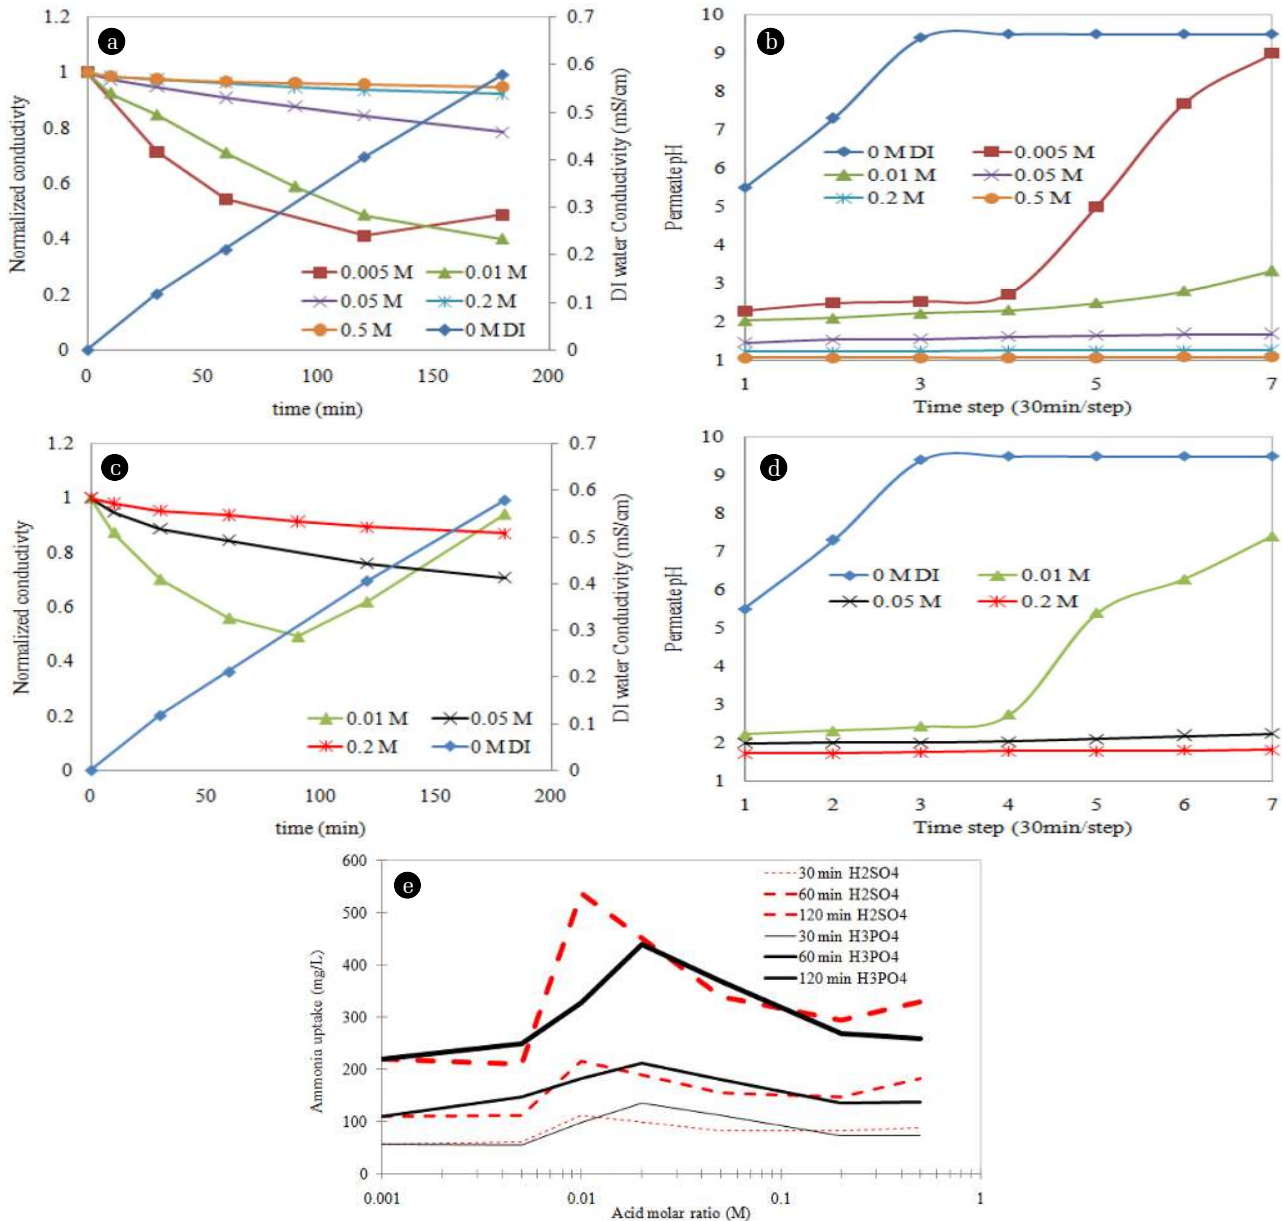 a
1.2
1
0.8
0.6
0.4
0.2
0
0.7
0.6
0.5
0.4
0.3
0.2
0.1
0
Normalized conductivty
DI water Conductivity (mS/cm)
0.005 M 0.01 M
0.05 M 0.2 M
0.5 M 0 M DI
0 50 100 150 200
time (min)
b
10
9
8
7
6
5
4
3
2
1
Permeate pH
0 M DI 0.005 M
0.01 M 0.05 M
0.2 M 0.5 M
1 3 5 7
Time step (30min/step)
c
1.2
1
0.8
0.6
0.4
0.2
0
0.7
0.6
0.5
0.4
0.3
0.2
0.1
0
Normalized conductivty
DI water Conductivity (mS/cm)
0.01 M 0.05 M
0.2 M 0 M DI
0 50 100 150 200
time (min)
d
10
9
8
7
6
5
4
3
2
1
Permeate pH
0 M DI 0.01 M
0.05 M 0.2 M
1 2 3 4 5 6 7
Time step (30min/step)
e
600
500
400
300
200
100
0
Ammonia uptake (mg/L)
30 min H2SO4
60 min H2SO4
120 min H2SO4
30 min H3PO4
60 min H3PO4
120 min H3PO4
0.001 0.01 0.1 1
Acid molar ratio (M)